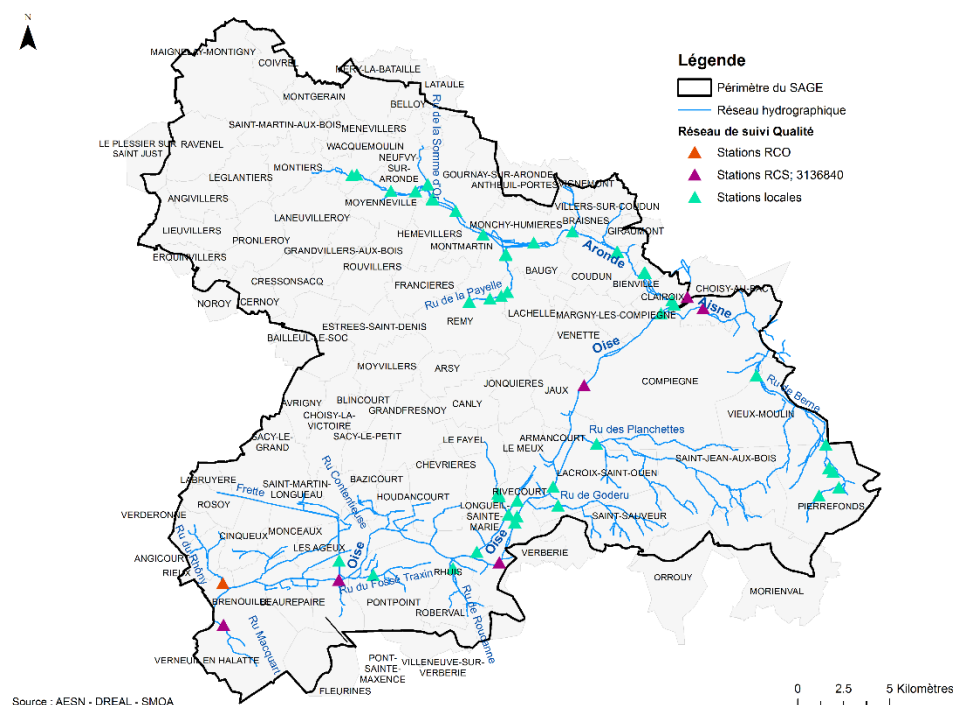 N
MAIGNELAY-MONTIGNY
COIVREL
MERY-LA-BATAILLE
LATAULE
MONTGERAIN
BELLOY
SAINT-MARTIN-AUX-BOIS
MENEVILLERS
LE PLESSIER SUR
SAINT JUST
RAVENEL
WACQUEMOULIN
NEUFVY-
SUR-
ARONDE
Ru de la Somme d'Or
GOURNAY-SUR-ARONDE
ANTHEUIL-PORTES
VIGNEMONT
MONTIERS
LEGLANTIERS
ANGIVILLERS
MOYENNEVILLE
VILLERS-SUR-COUDUN
BRAISNES
GIRAUMONT
LANEUVILLEROY
LIEUVILLERS
PRONLEROY
HEMEVILLERS
MONCHY-HUMIERES
MONTMARTIN
Aronde
GRANDVILLERS-AUX-BOIS
ERQUINVILLERS
ROUVILLERS
BAUGY
COUDUN
CRESSONSACQ
FRANCIERES
BIENVILLE
CHOISY-AU-BAC
Ru de la Payelle
CLAIROIX
NOROY
CERNOY
LACHELLE
MARGNY-LES-COMPIEGNE
Aisne
REMY
ESTREES-SAINT-DENIS
BAILLEUL-LE-SOC
VENETTE
Oise
MOYVILLERS
ARSY
JONQUIERES
JAUX
COMPIEGNE
Ru de Berne
AVRIGNY
BLINCOURT
CHOISY-LA-
VICTOIRE
GRANDFRESNOY
CANLY
VIEUX-MOULIN
SACY-LE-
GRAND
SACY-LE-PETIT
LE FAYEL
ARMANCOURT
Ru des Planchettes
LE MEUX
SAINT-JEAN-AUX-BOIS
CHEVRIERES
LACROIX-SAINT-OUEN
LABRUYERE
Frette
SAINT-MARTIN-
LONGUEAU
Ru Contentieuse
BAZICOURT
HOUDANCOURT
RIVECOURT
Ru de Goderu
PIERREFONDS
ROSOY
VERDERONNE
LONGUEIL-
SAINTE-
MARIE
SAINT-SAUVEUR
CINQUEUX
MONCEAUX
LES AGEUX
Oise
Oise
VERBERIE
ANGICOURT
RIEUX
Ru du Rhôny
Ru du Fossé Traxin
RHUIS
ORROUY
MORIENVAL
BRENOUILLE
BEAUREPAIRE
PONTPOINT
ROBERVAL
Ru de Roucanne
Ru Macquart
VERNEUIL EN HALATTE
PONT-
SAINTE-
MAXENCE
VILLENEUVE-SUR-
VERBERIE
FLEURINES
Légende
Périmètre du SAGE
Réseau hydrographique
Réseau de suivi Qualité
Stations RCO
Stations RCS; 3136840
Stations locales
Source : AESN - DREAL - SMOA
0 2.5 5 Kilomètres